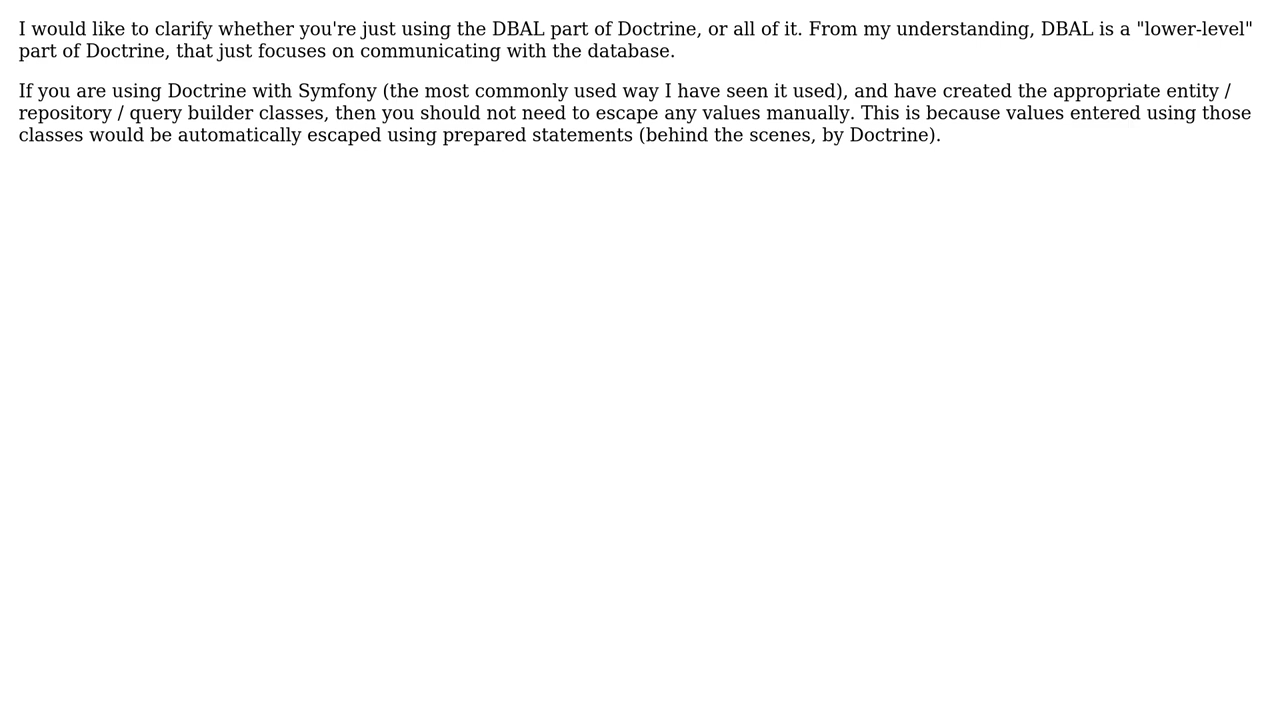 I would like to clarify whether you're just using the DBAL part of Doctrine, or all of it. From my understanding, DBAL is a "lower-level"
part of Doctrine, that just focuses on communicating with the database.
If you are using Doctrine with Symfony (the most commonly used way I have seen it used), and have created the appropriate entity /
repository / query builder classes, then you should not need to escape any values manually. This is because values entered using those
classes would be automatically escaped using prepared statements (behind the scenes, by Doctrine).